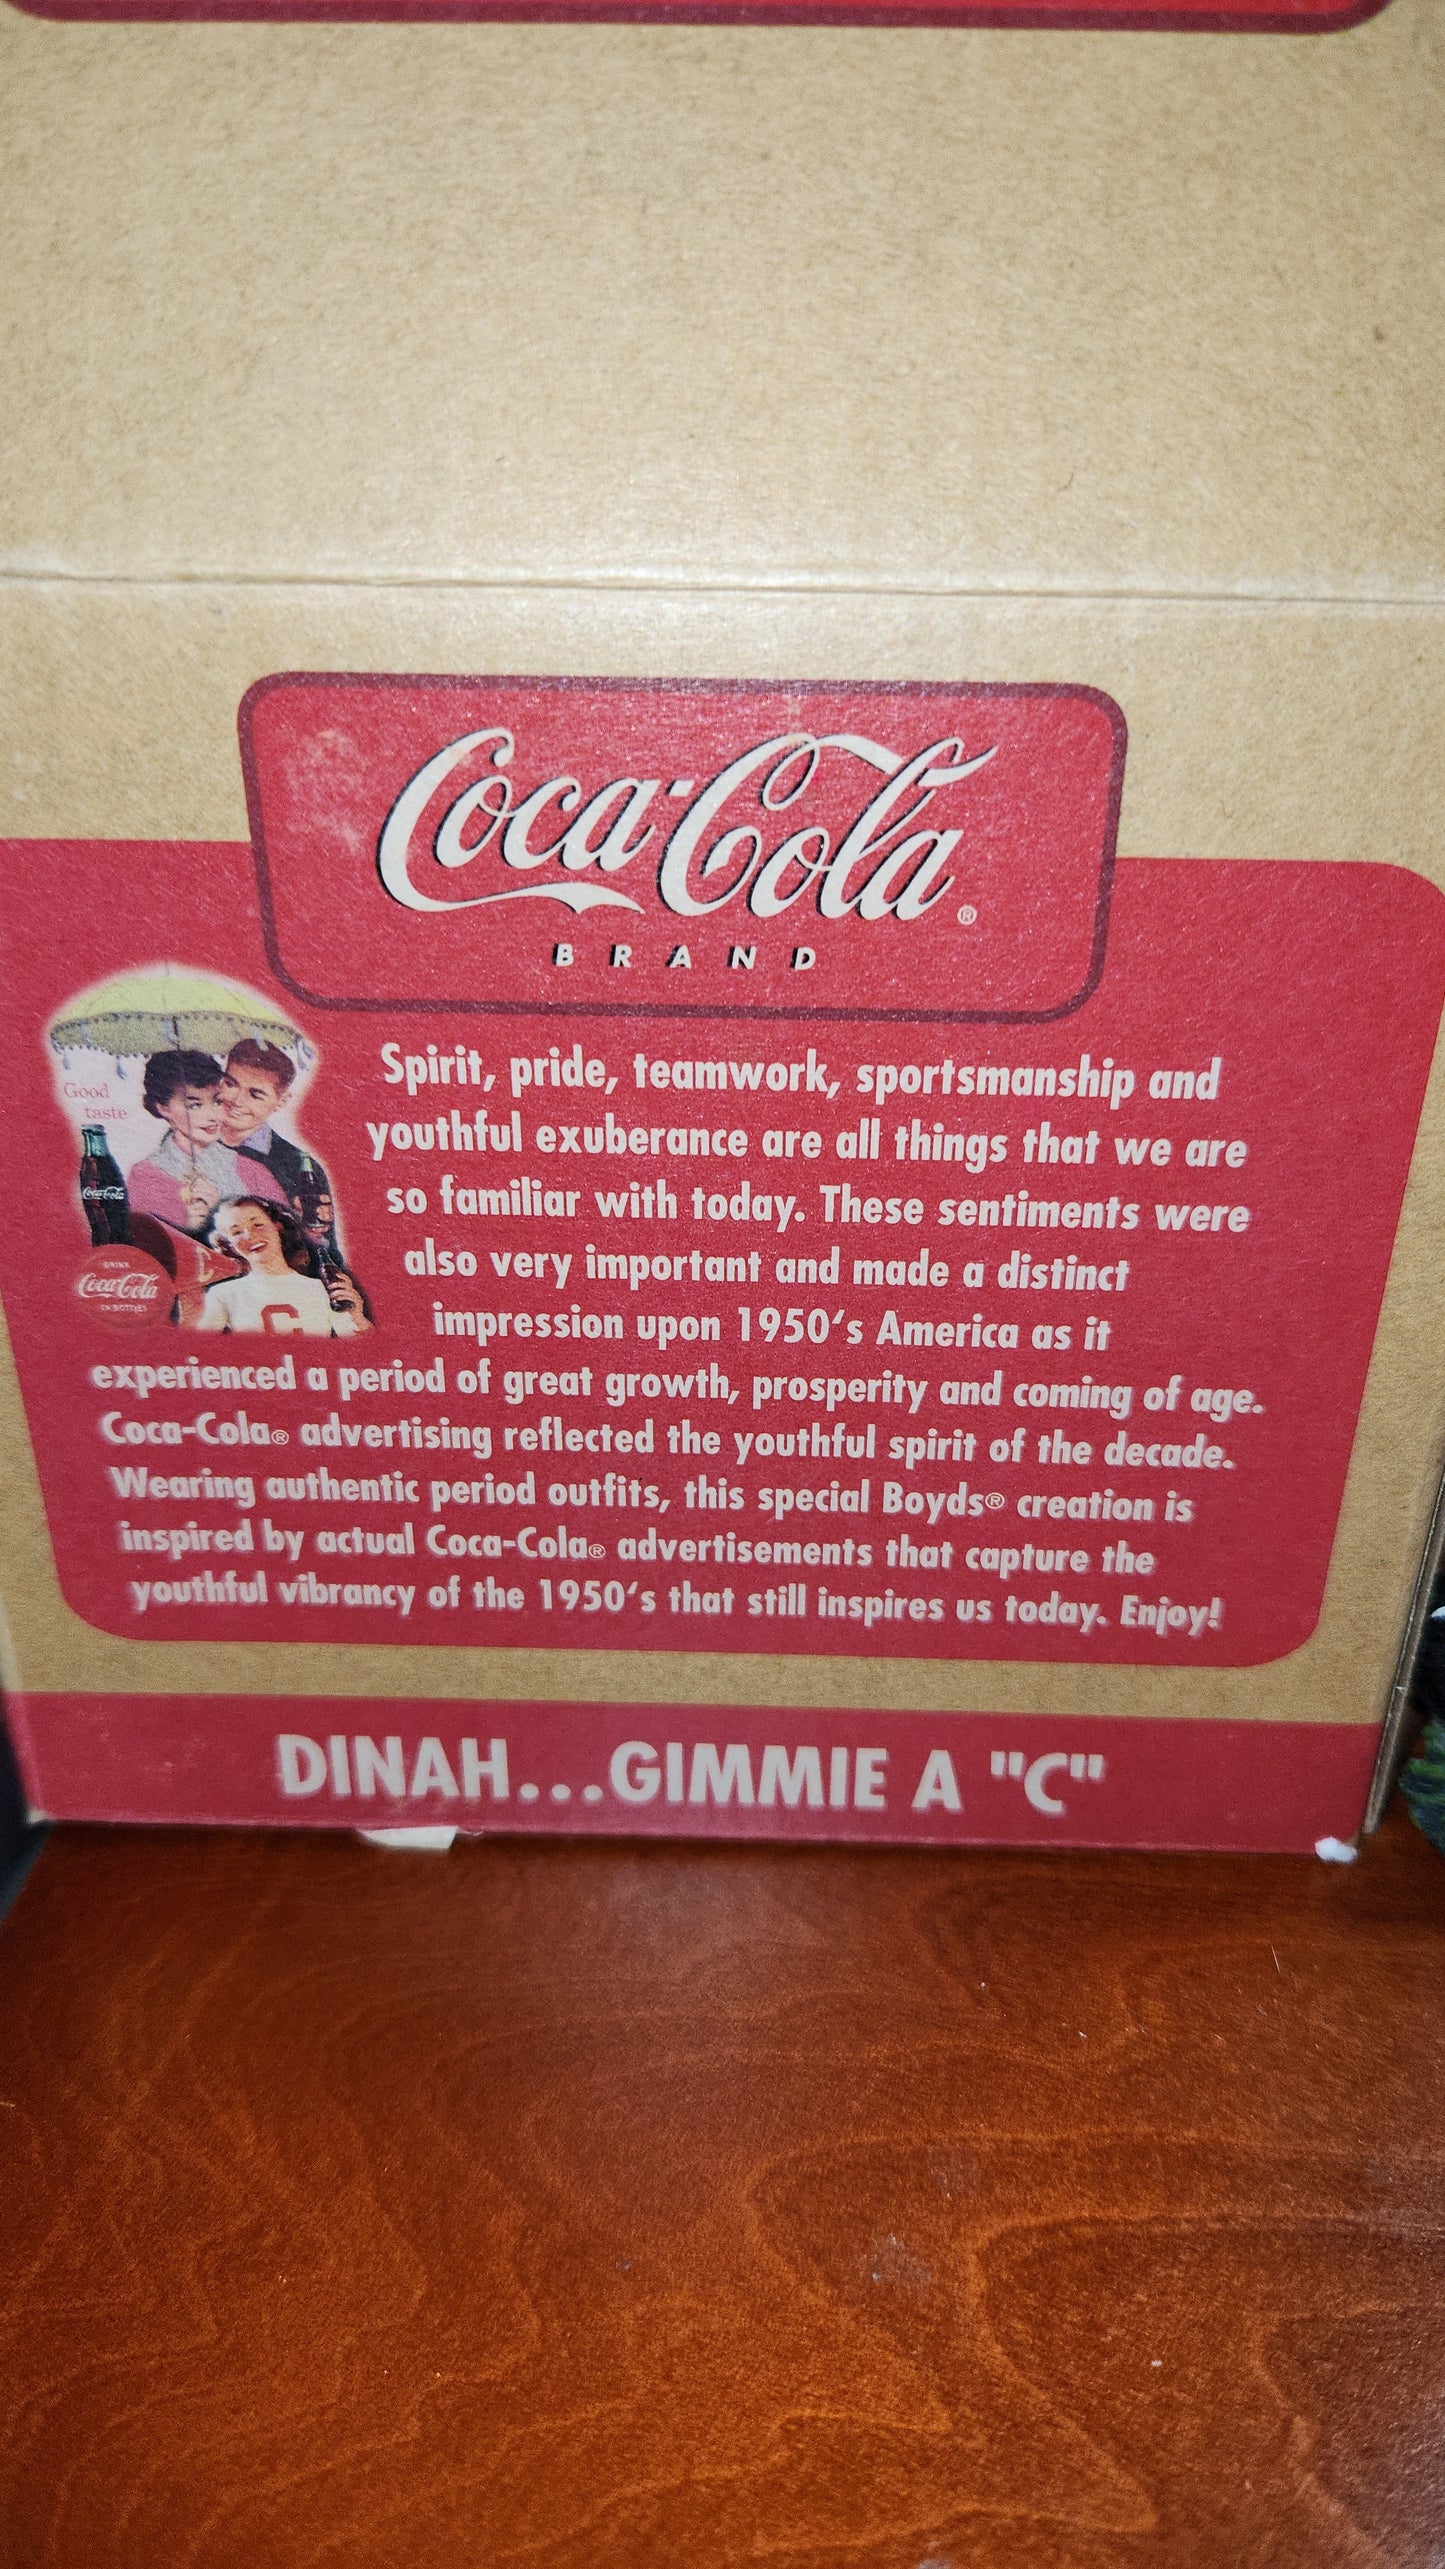 Coca-Cola®
BRAND
Good
taste
Coca-Cola
DRINK
Coca-Cola
IN BOTTLES
C
Spirit, pride, teamwork, sportsmanship and
youthful exuberance are all things that we are
so familiar with today. These sentiments were
also very important and made a distinct
impression upon 1950's America as it
experienced a period of great growth, prosperity and coming of age.
Coca-Cola® advertising reflected the youthful spirit of the decade.
Wearing authentic period outfits, this special Boyds® creation is
inspired by actual Coca-Cola® advertisements that capture the
youthful vibrancy of the 1950's that still inspires us today. Enjoy!
DINAH...GIMMIE A "C"